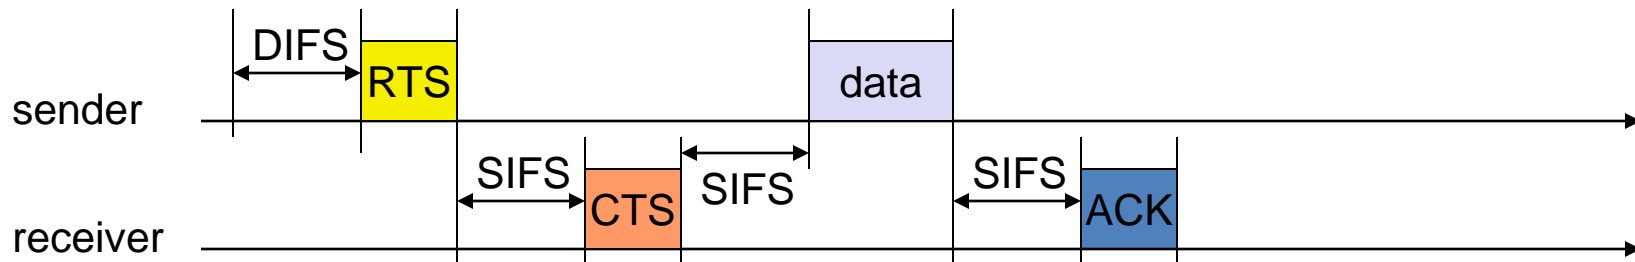 DIFS
RTS
data
sender
SIFS
CTS
SIFS
SIFS
ACK
receiver